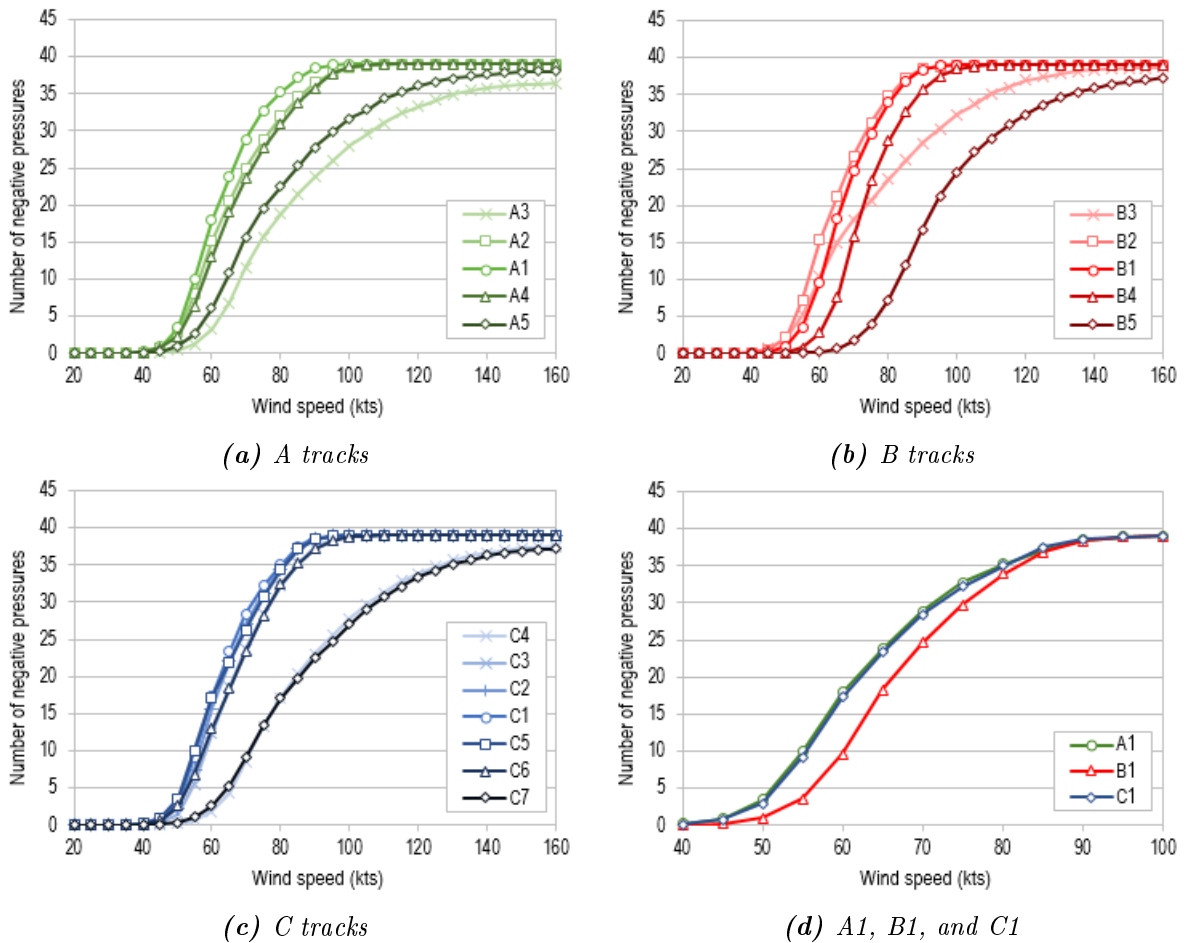 45
40
35
30
25
20
15
10
5
0
Number of negative pressures
20 40 60 80 100 120 140 160
Wind speed (kts)
A3
A2
A1
A4
A5
(a) A tracks
45
40
35
30
25
20
15
10
5
0
Number of negative pressures
20 40 60 80 100 120 140 160
Wind speed (kts)
B3
B2
B1
B4
B5
(b) B tracks
45
40
35
30
25
20
15
10
5
0
Number of negative pressures
20 40 60 80 100 120 140 160
Wind speed (kts)
C4
C3
C2
C1
C5
C6
C7
(c) C tracks
45
40
35
30
25
20
15
10
5
0
Number of negative pressures
40 50 60 70 80 90 100
Wind speed (kts)
A1
B1
C1
(d) A1, B1, and C1